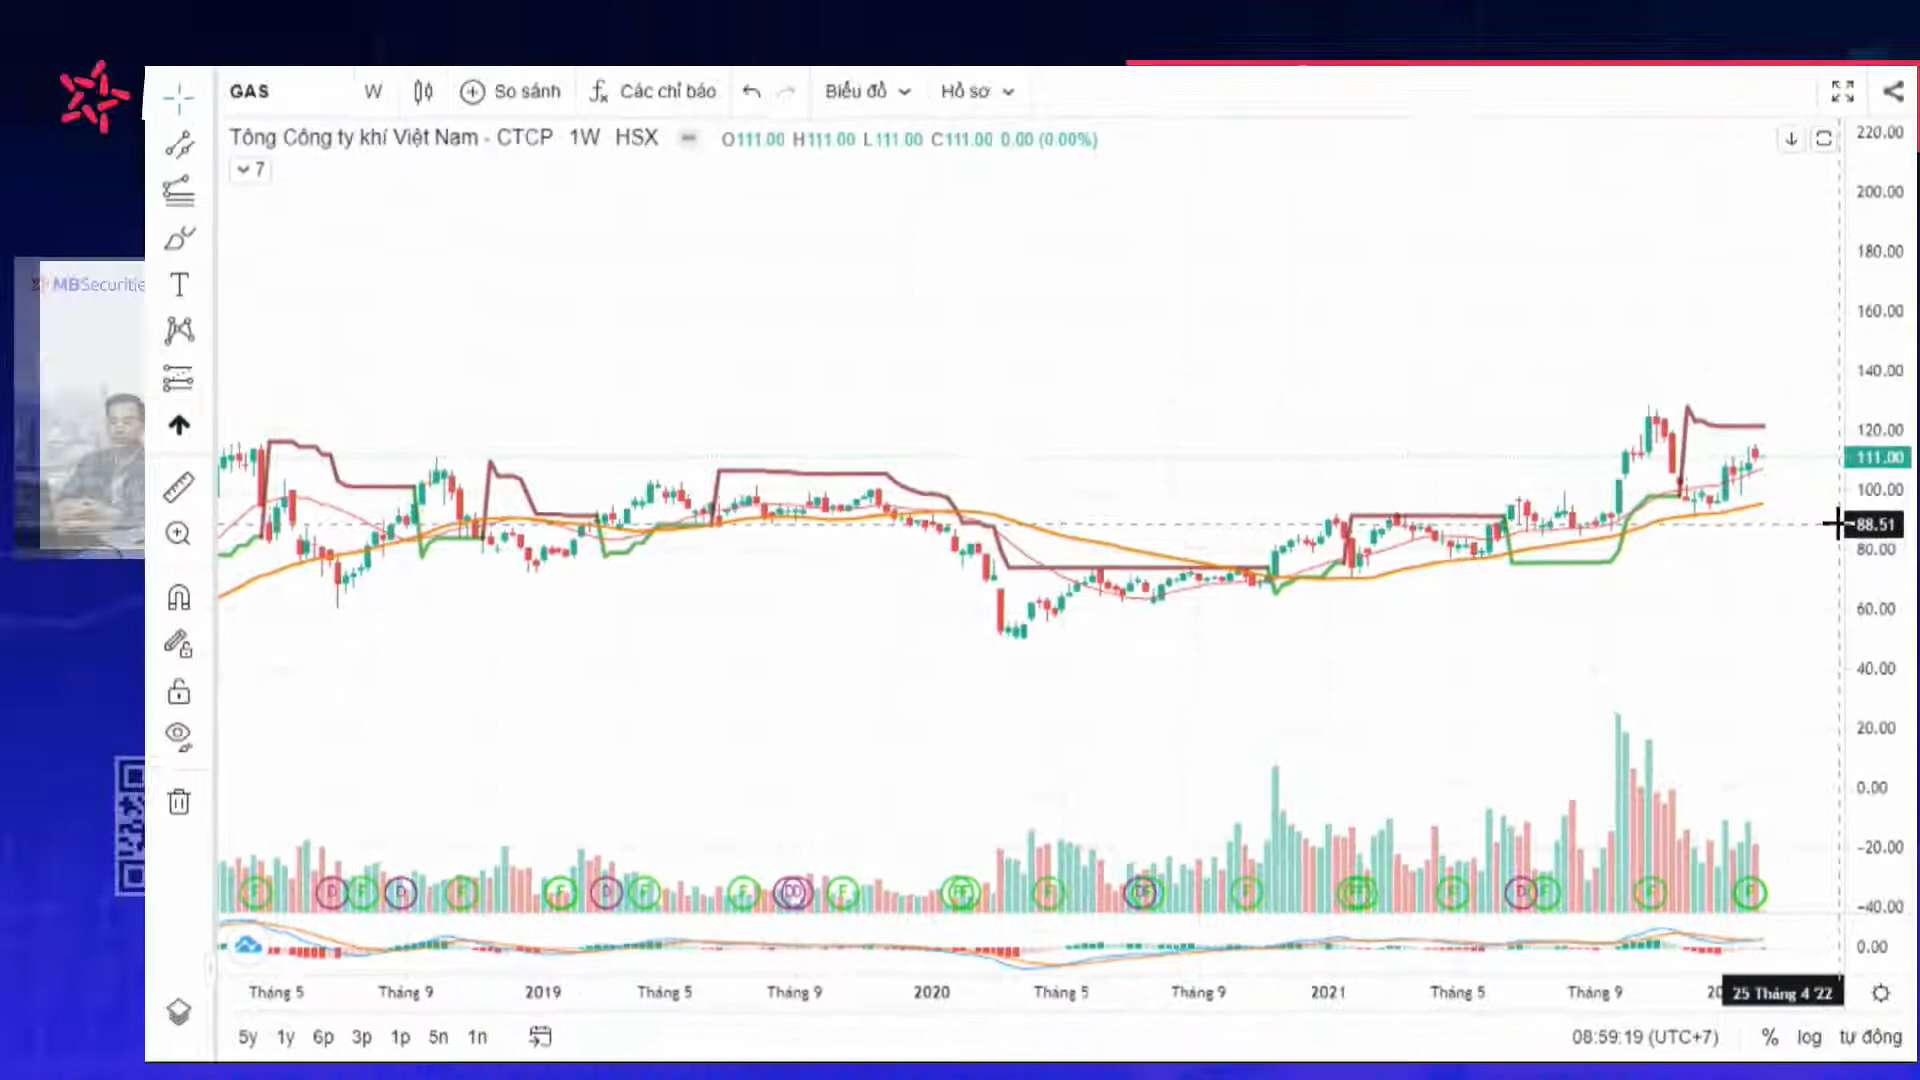 GAS W So sánh Các chỉ báo Biểu đồ Hồ sơ
Tổng Công ty khí Việt Nam - CTCP 1W HSX O111.00 H111.00 L111.00 C111.00 0.00 (0.00%)
7
220.00
200.00
180.00
160.00
140.00
120.00
111.00
100.00
88.51
80.00
60.00
40.00
20.00
0.00
-20.00
-40.00
0.00
MBSecuritie
T
F D F D F F D F F DD F F DF F F D F F F
Tháng 5 Tháng 9 2019 Tháng 5 Tháng 9 2020 Tháng 5 Tháng 9 2021 Tháng 5 Tháng 9 20 25 Tháng 4 '22
5y 1y 6p 3p 1p 5n 1n 08:59:19 (UTC+7) % log tự động